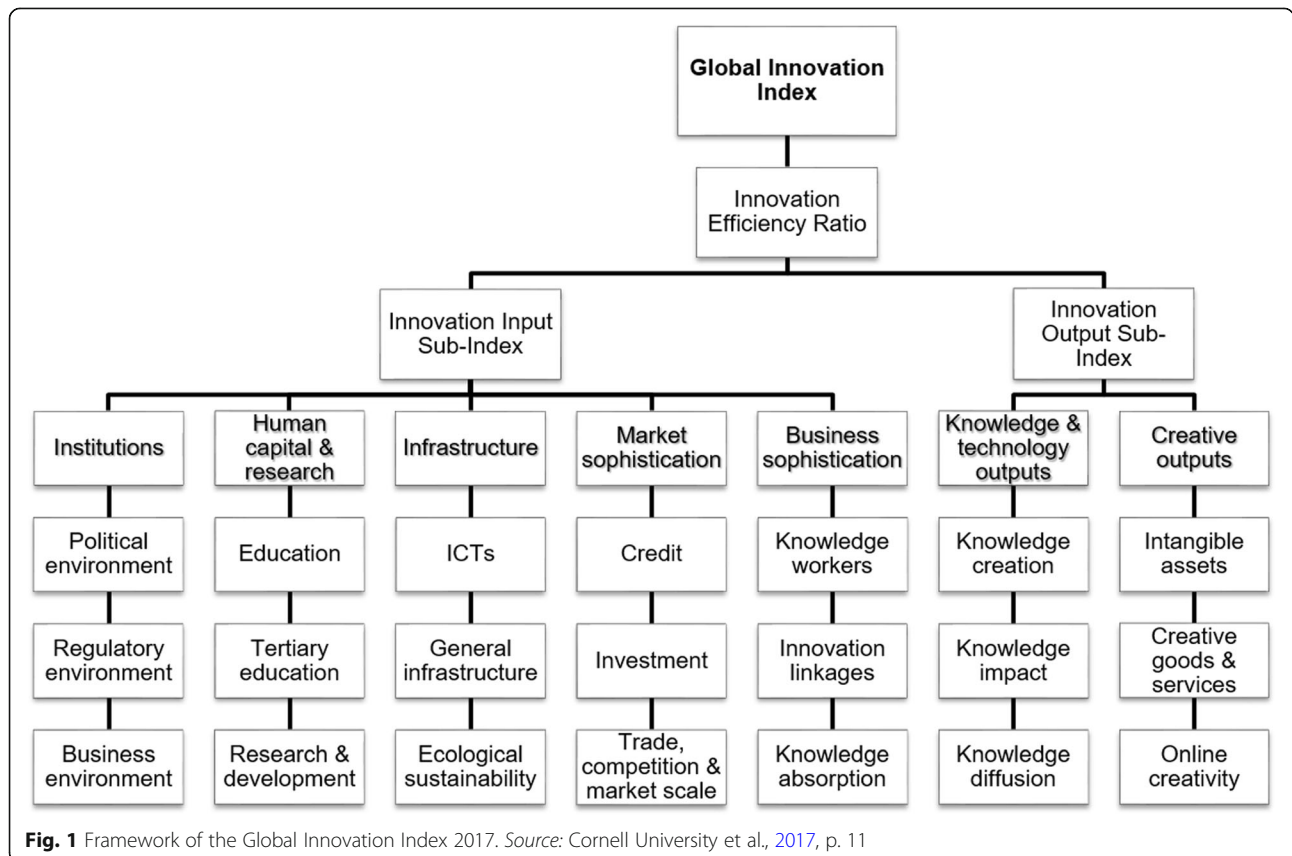 Global Innovation
Index
Innovation
Efficiency Ratio
Innovation Input
Sub-Index
Innovation
Output Sub-
Index
Institutions
Human
capital &
research
Infrastructure
Market
sophistication
Business
sophistication
Knowledge &
technology
outputs
Creative
outputs
Political
environment
Education
ICTs
Credit
Knowledge
workers
Knowledge
creation
Intangible
assets
Regulatory
environment
Tertiary
education
General
infrastructure
Investment
Innovation
linkages
Knowledge
impact
Creative
goods &
services
Business
environment
Research &
development
Ecological
sustainability
Trade,
competition &
market scale
Knowledge
absorption
Knowledge
diffusion
Online
creativity
Fig. 1 Framework of the Global Innovation Index 2017. Source: Cornell University et al., 2017, p. 11